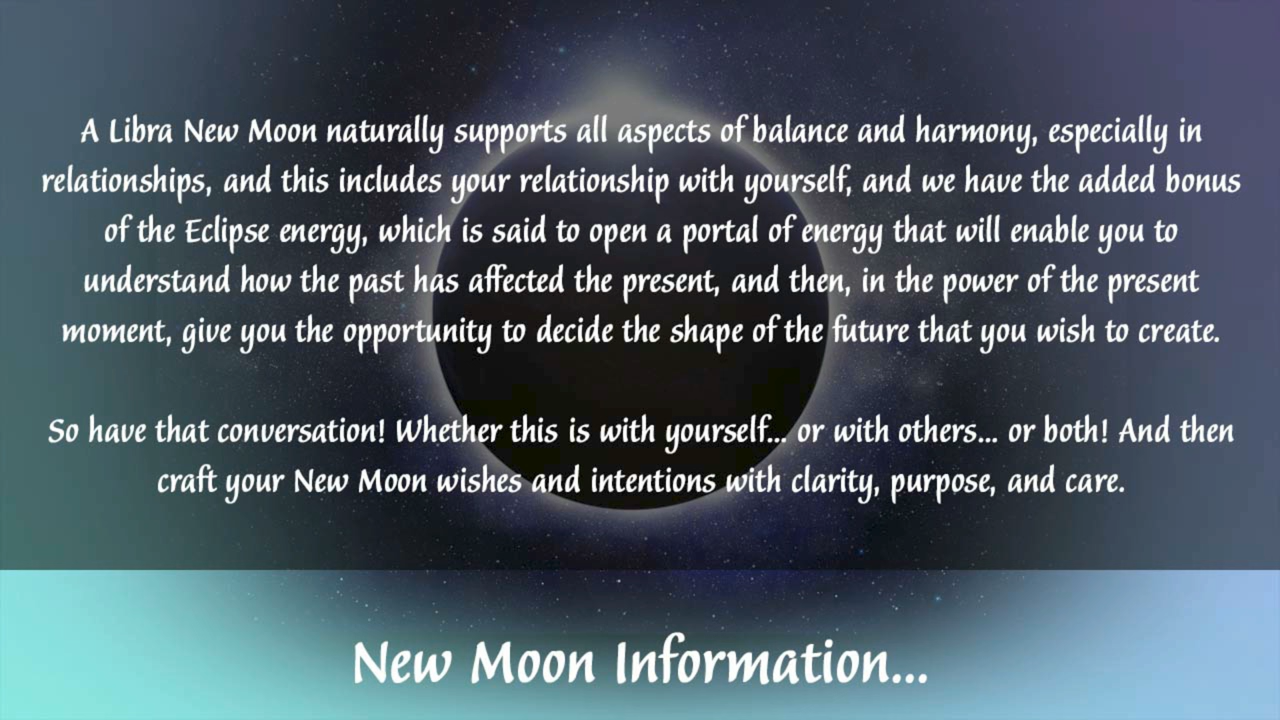 A Libra New Moon naturally supports all aspects of balance and harmony, especially in
relationships, and this includes your relationship with yourself, and we have the added bonus
of the Eclipse energy, which is said to open a portal of energy that will enable you to
understand how the past has affected the present, and then, in the power of the present
moment, give you the opportunity to decide the shape of the future that you wish to create.
So have that conversation! Whether this is with yourself... or with others... or both! And then
craft your New Moon wishes and intentions with clarity, purpose, and care.
New Moon Information...